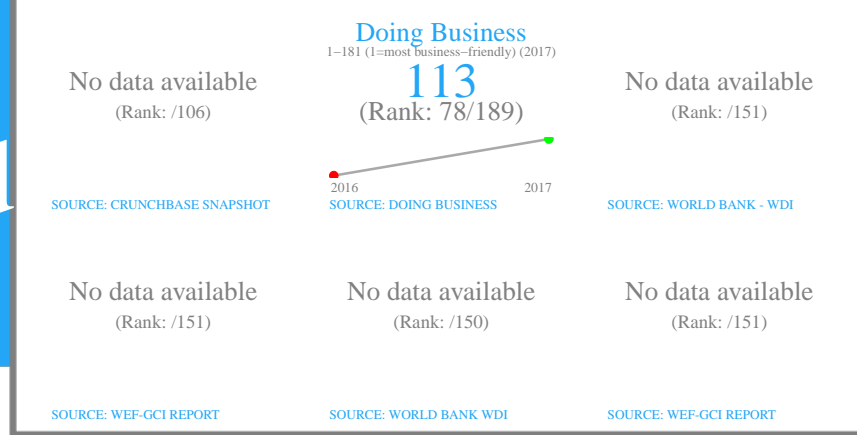 Doing Business
1−181 (1=most business−friendly) (2017)
No data available
(Rank: /106)
113
(Rank: 78/189)
No data available
(Rank: /151)
2016
2017
SOURCE: CRUNCHBASE SNAPSHOT
SOURCE: DOING BUSINESS
SOURCE: WORLD BANK - WDI
No data available
(Rank: /151)
No data available
(Rank: /150)
No data available
(Rank: /151)
SOURCE: WEF-GCI REPORT
SOURCE: WORLD BANK WDI
SOURCE: WEF-GCI REPORT